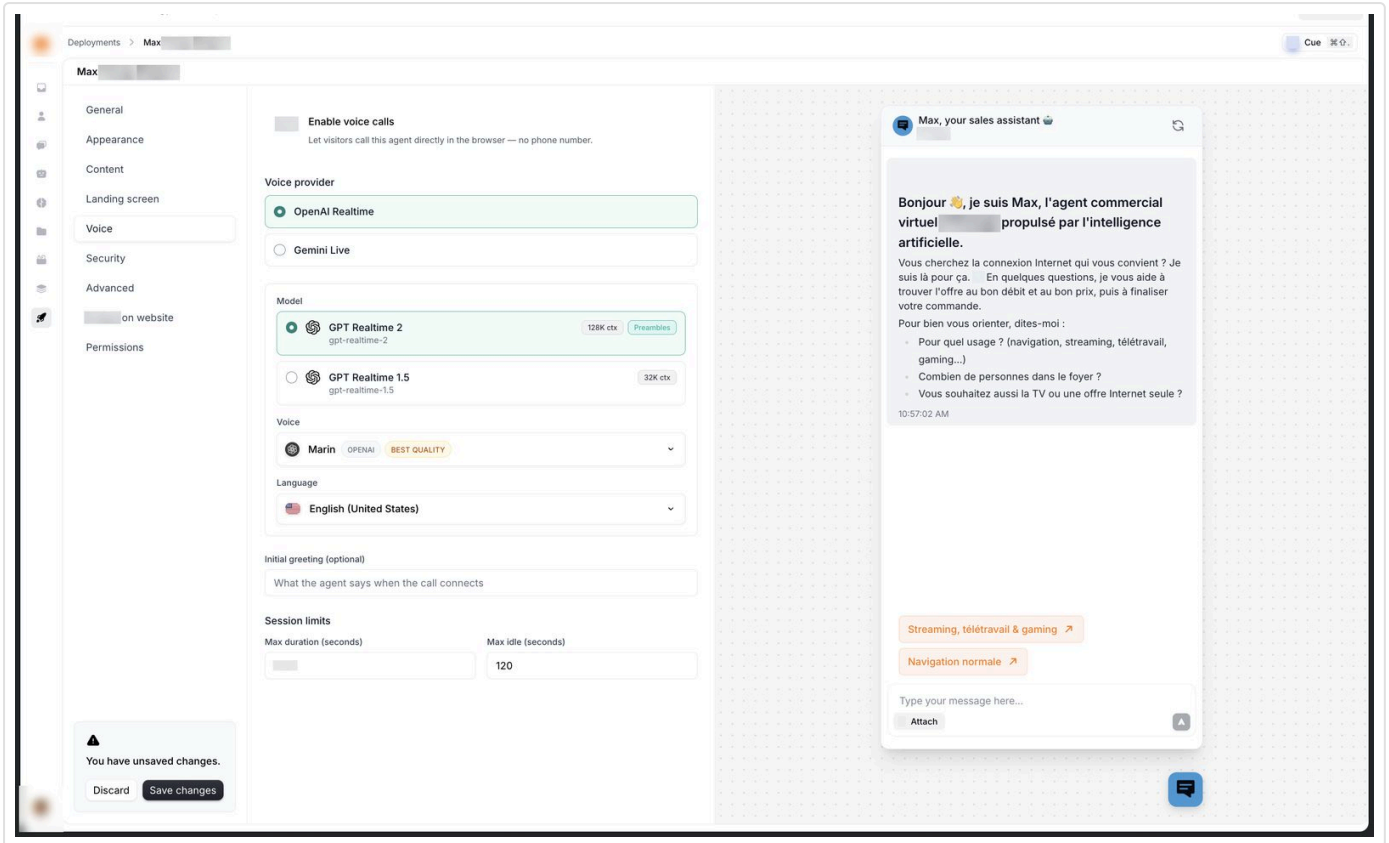 Deployments > Max
Cue ⌘⇧.
Max
General
Appearance
Content
Landing screen
Voice
Security
Advanced
on website
Permissions
You have unsaved changes.
Discard
Save changes
Enable voice calls
Let visitors call this agent directly in the browser — no phone number.
Voice provider
OpenAI Realtime
Gemini Live
Model
GPT Realtime 2
128K ctx
Preambles
gpt-realtime-2
GPT Realtime 1.5
32K ctx
gpt-realtime-1.5
Voice
Marin OPENAI BEST QUALITY
Language
English (United States)
Initial greeting (optional)
What the agent says when the call connects
Session limits
Max duration (seconds)
Max idle (seconds)
120
Max, your sales assistant 🤖
Bonjour 👋, je suis Max, l'agent commercial
virtuel propulsé par l'intelligence
artificielle.
Vous cherchez la connexion Internet qui vous convient ? Je
suis là pour ça. En quelques questions, je vous aide à
trouver l'offre au bon débit et au bon prix, puis à finaliser
votre commande.
Pour bien vous orienter, dites-moi :
Pour quel usage ? (navigation, streaming, télétravail,
gaming...)
Combien de personnes dans le foyer ?
Vous souhaitez aussi la TV ou une offre Internet seule ?
10:57:02 AM
Streaming, télétravail & gaming ↗
Navigation normale ↗
Type your message here...
Attach